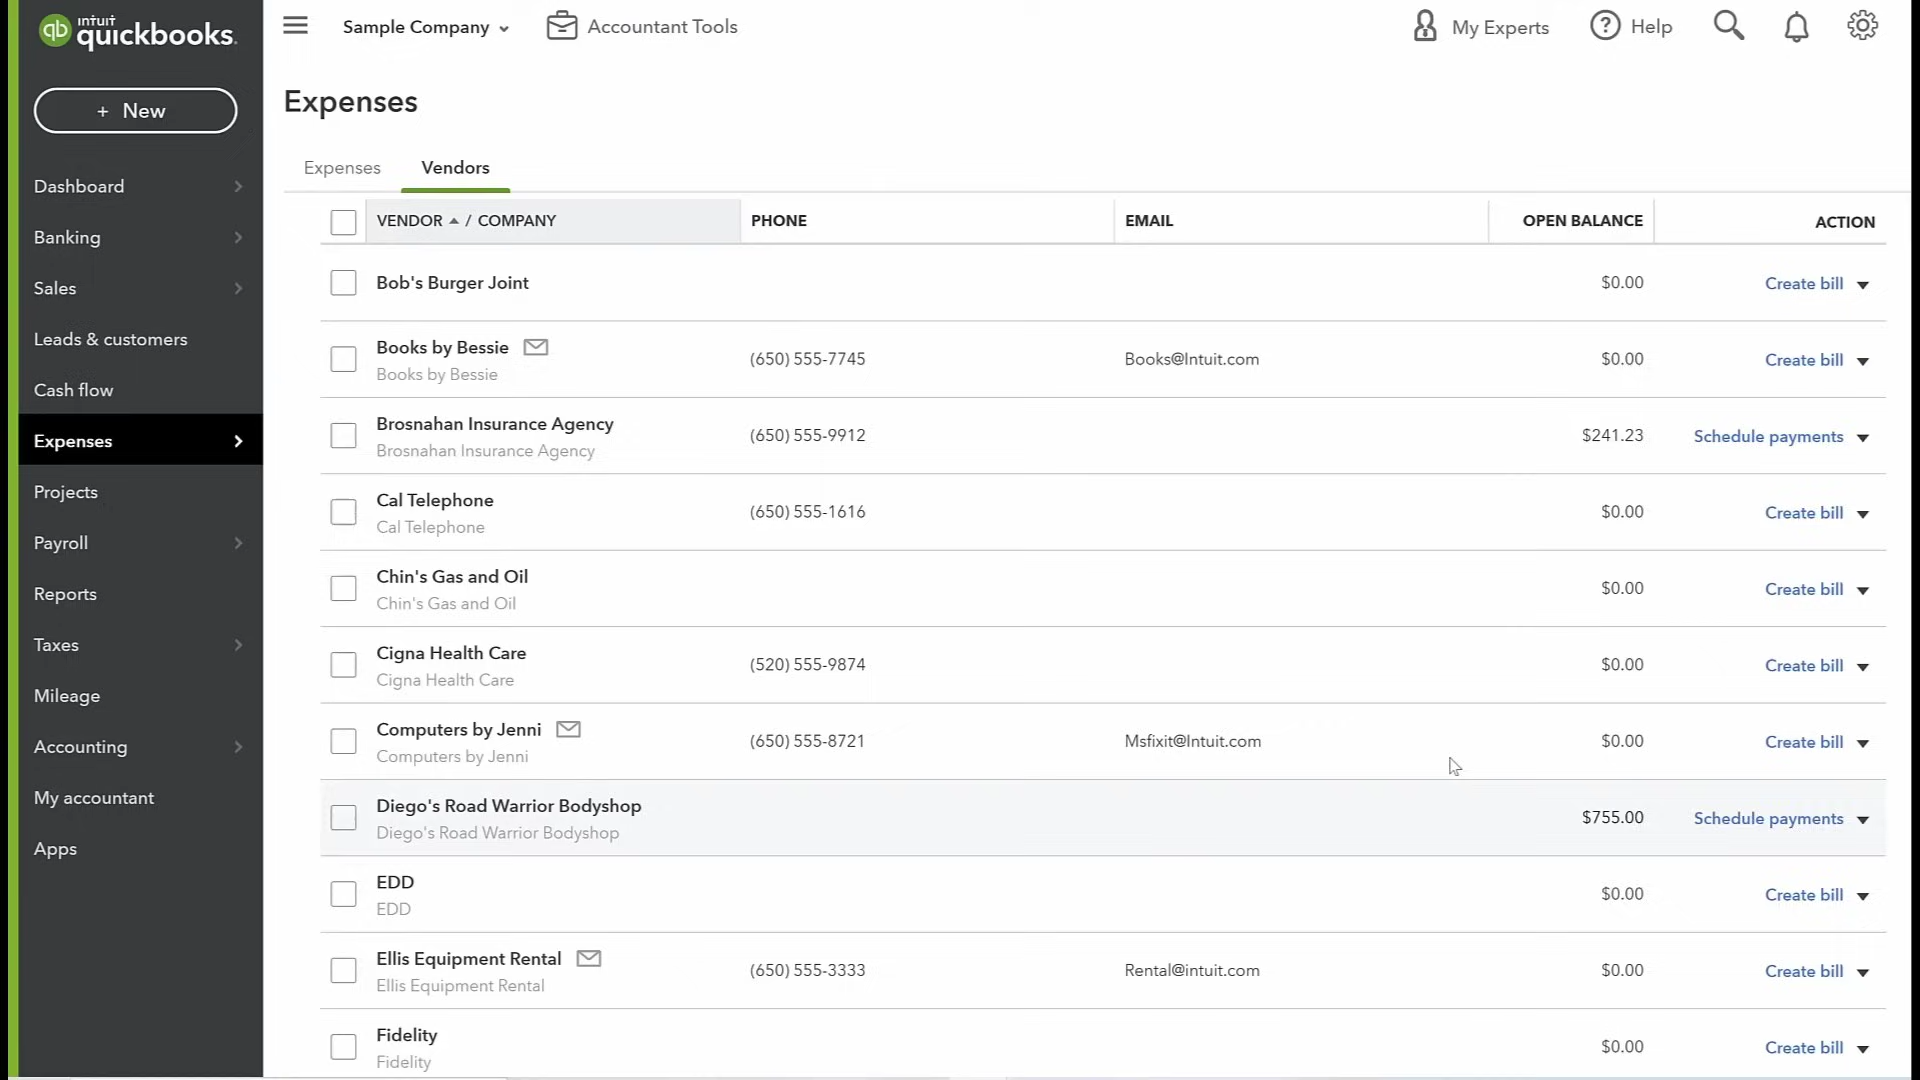 intuit
quickbooks.
Sample Company
Accountant Tools
My Experts
Help
+ New
Expenses
Dashboard
Banking
Sales
Leads & customers
Cash flow
Expenses
Projects
Payroll
Reports
Taxes
Mileage
Accounting
My accountant
Apps
Expenses Vendors
VENDOR / COMPANY PHONE EMAIL OPEN BALANCE ACTION
Bob's Burger Joint $0.00 Create bill
Books by Bessie
Books by Bessie (650) 555-7745 Books@Intuit.com $0.00 Create bill
Brosnahan Insurance Agency
Brosnahan Insurance Agency (650) 555-9912 $241.23 Schedule payments
Cal Telephone
Cal Telephone (650) 555-1616 $0.00 Create bill
Chin's Gas and Oil
Chin's Gas and Oil $0.00 Create bill
Cigna Health Care
Cigna Health Care (520) 555-9874 $0.00 Create bill
Computers by Jenni
Computers by Jenni (650) 555-8721 Msfixit@Intuit.com $0.00 Create bill
Diego's Road Warrior Bodyshop
Diego's Road Warrior Bodyshop $755.00 Schedule payments
EDD
EDD $0.00 Create bill
Ellis Equipment Rental
Ellis Equipment Rental (650) 555-3333 Rental@intuit.com $0.00 Create bill
Fidelity
Fidelity $0.00 Create bill